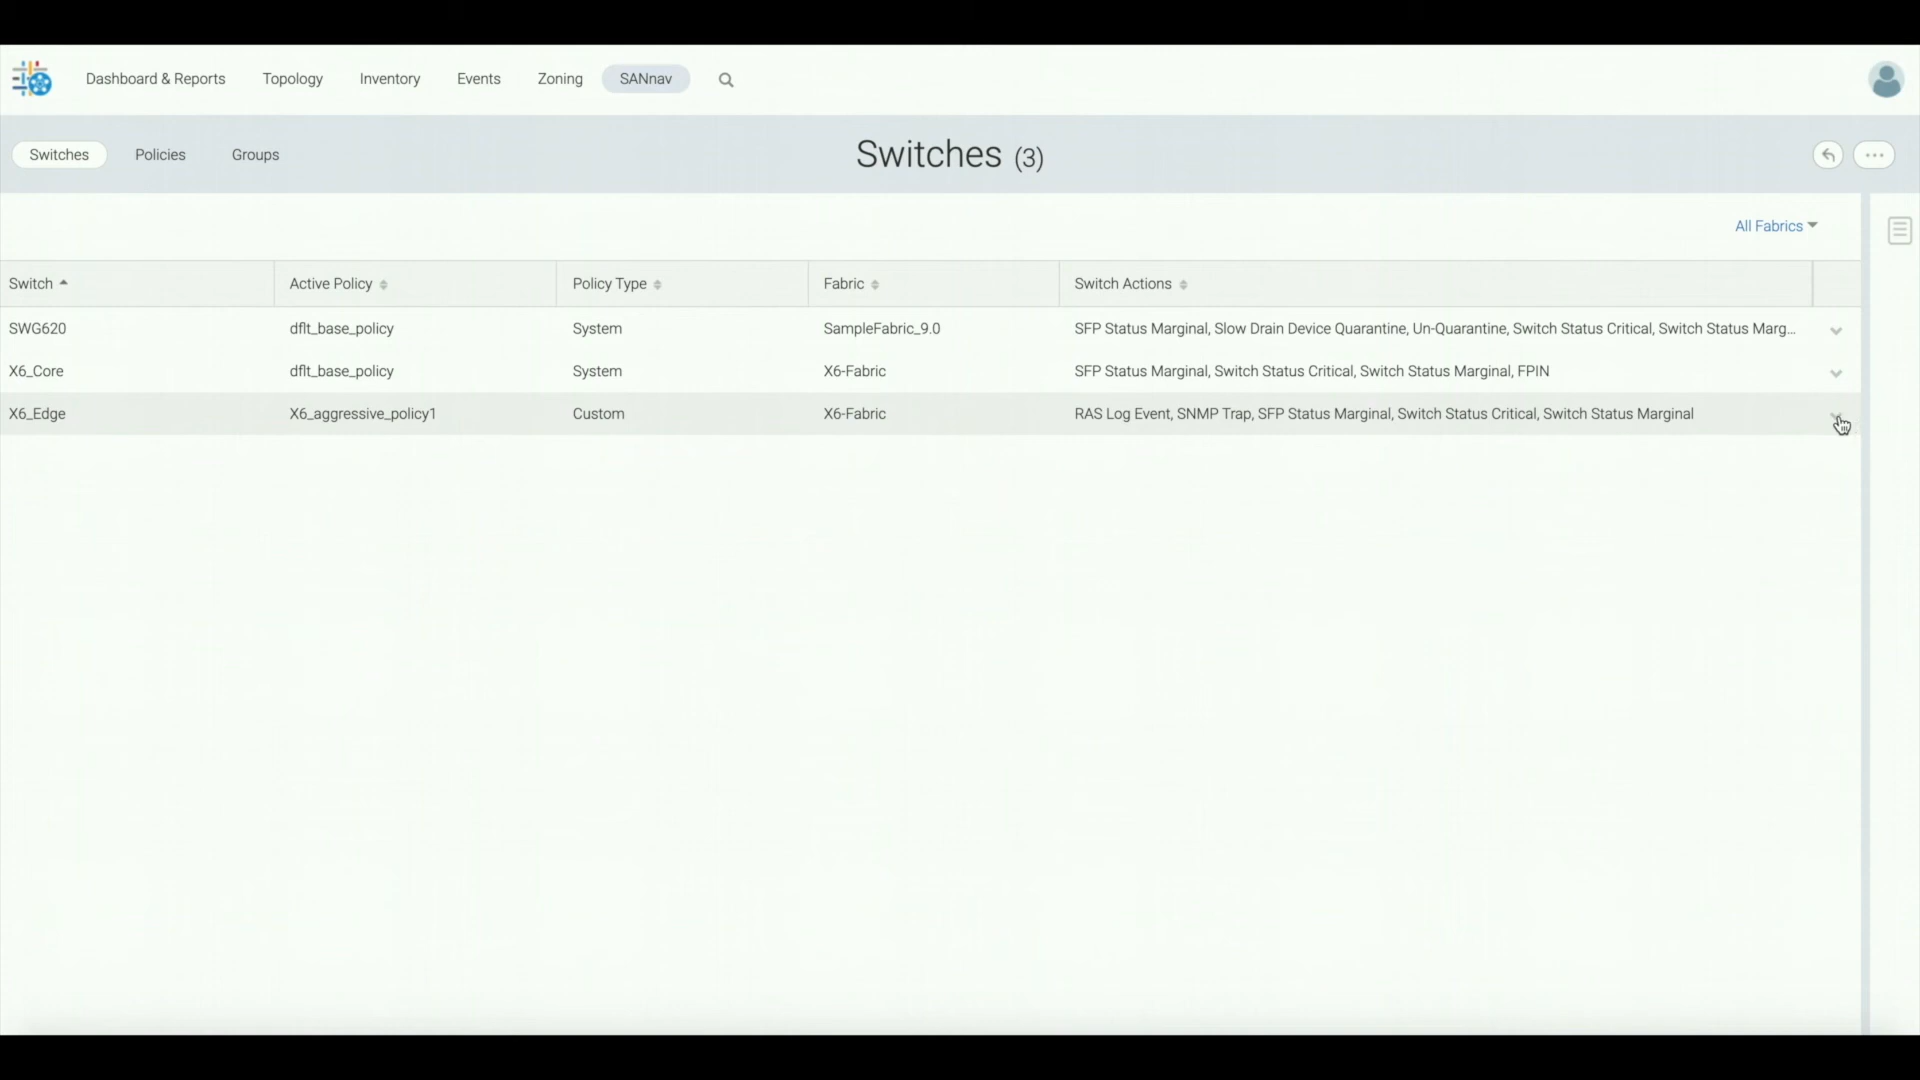 Dashboard & Reports Topology Inventory Events Zoning SANnav
Switches Policies Groups Switches (3)
All Fabrics
Switch Active Policy Policy Type Fabric Switch Actions
SWG620 dflt_base_policy System SampleFabric_9.0 SFP Status Marginal, Slow Drain Device Quarantine, Un-Quarantine, Switch Status Critical, Switch Status Marg...
X6_Core dflt_base_policy System X6-Fabric SFP Status Marginal, Switch Status Critical, Switch Status Marginal, FPIN
X6_Edge X6_aggressive_policy1 Custom X6-Fabric RAS Log Event, SNMP Trap, SFP Status Marginal, Switch Status Critical, Switch Status Marginal